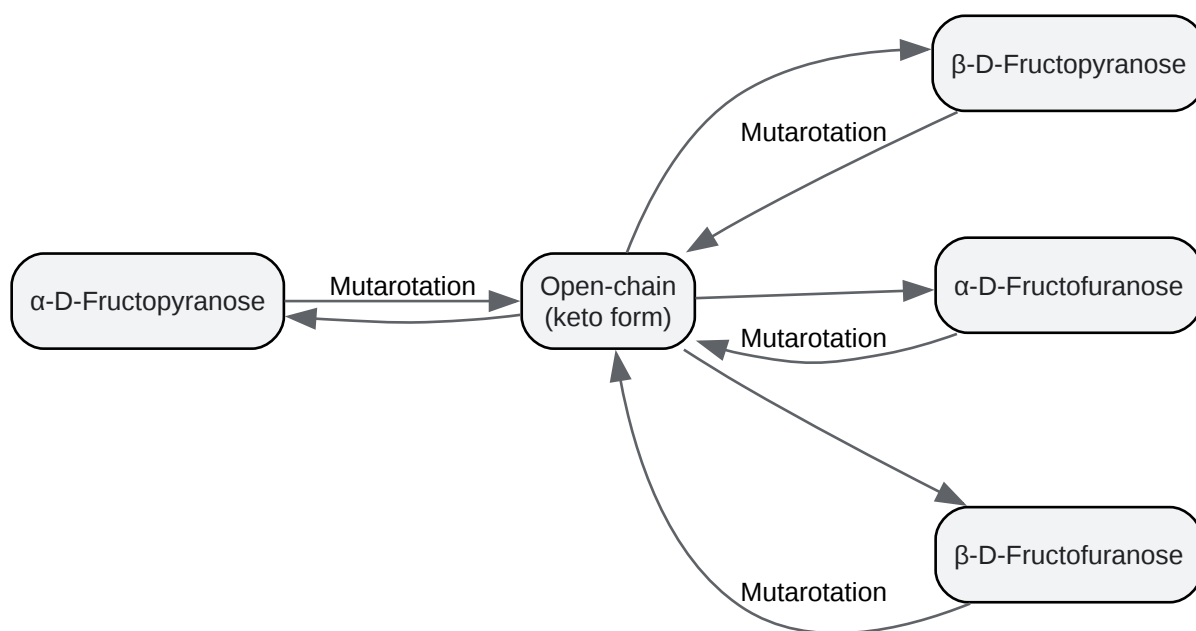 β-D-Fructopyranose
Mutarotation
α-D-Fructopyranose
Mutarotation
Open-chain
(keto form)
α-D-Fructofuranose
Mutarotation
β-D-Fructofuranose
Mutarotation